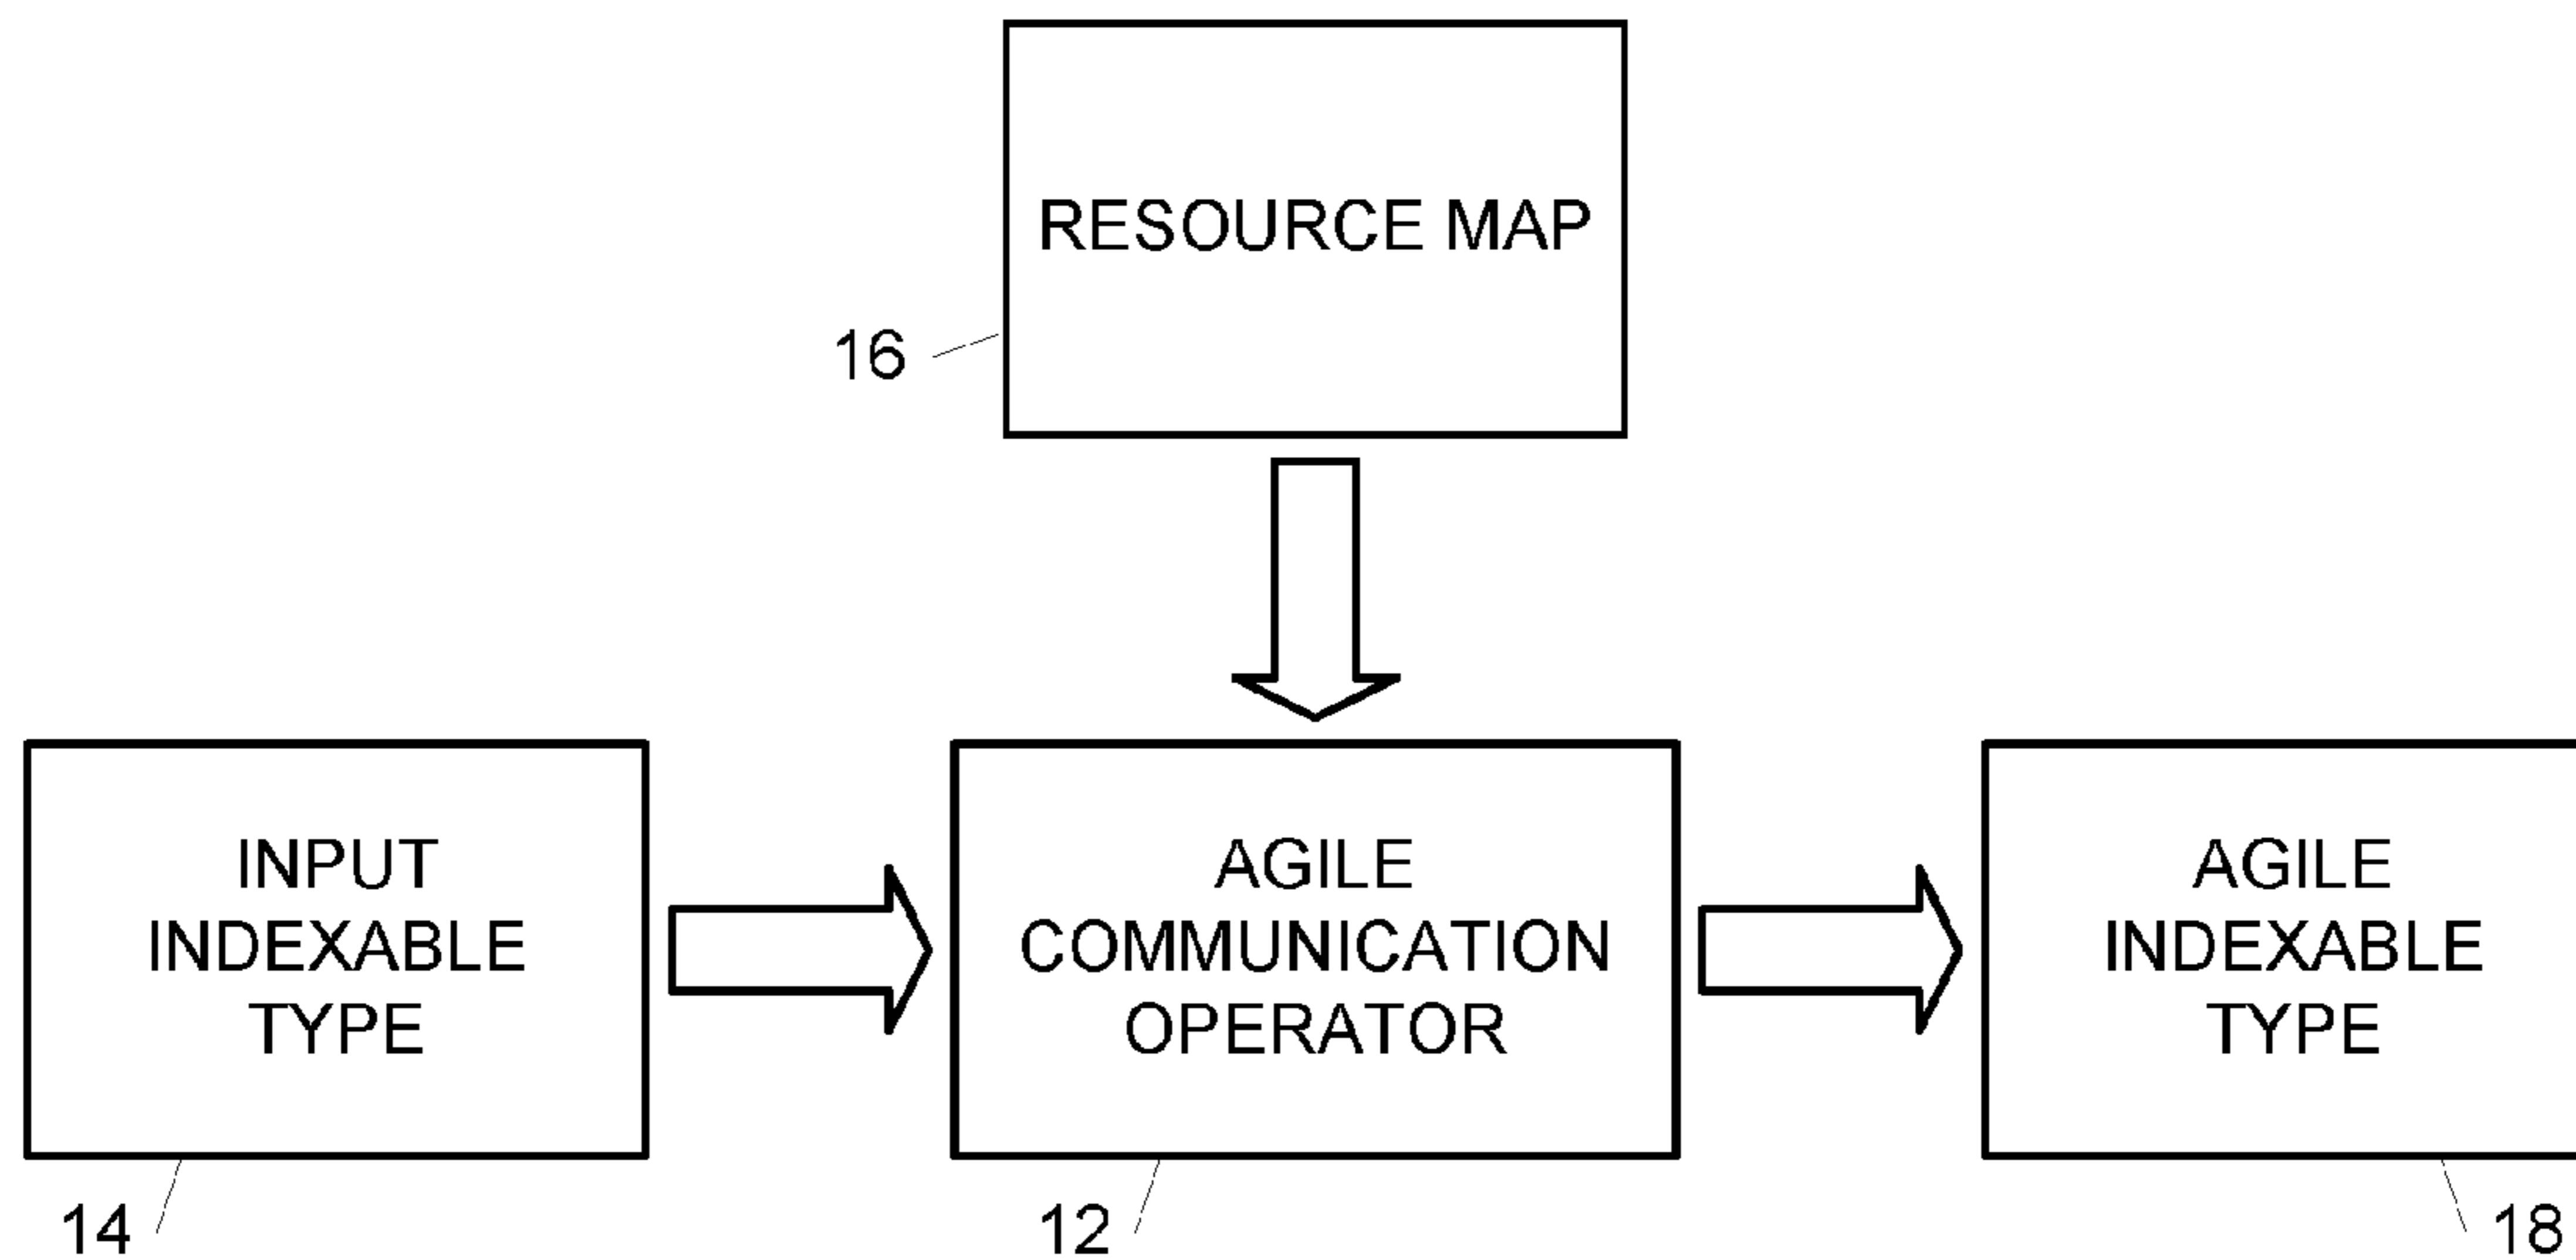 RESOURCE MAP
16
INPUT
INDEXABLE
TYPE
14
AGILE
COMMUNICATION
OPERATOR
12
AGILE
INDEXABLE
TYPE
18